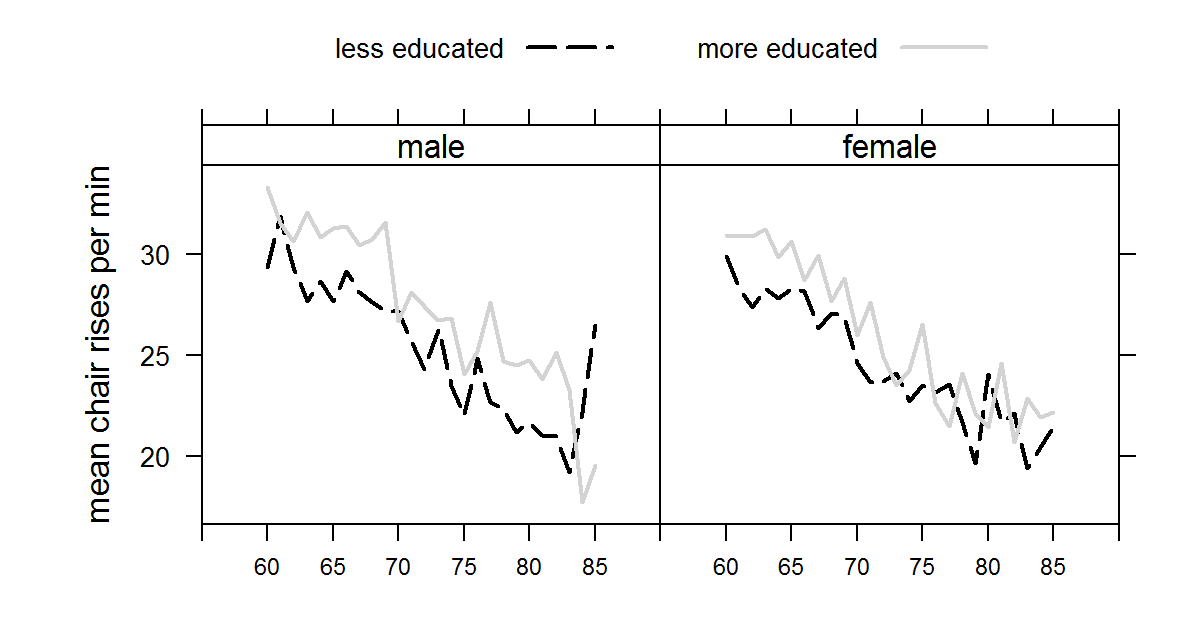 less educated more educated
male female
mean chair rises per min
30
25
20
60 65 70 75 80 85 60 65 70 75 80 85